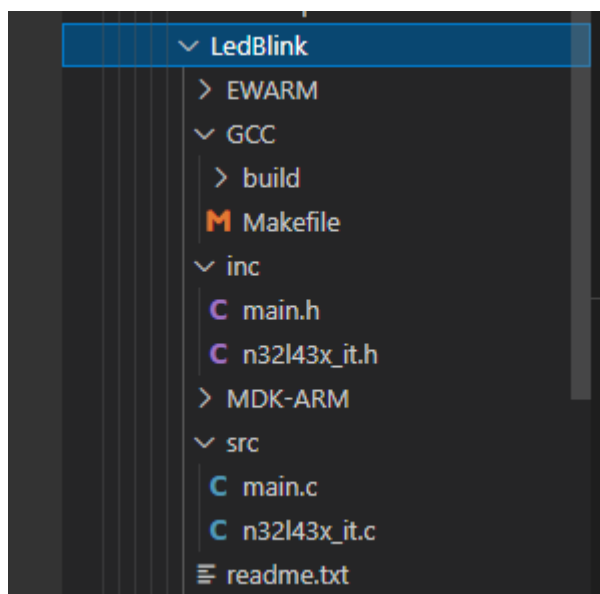 LedBlink
EWARM
GCC
build
M Makefile
inc
C main.h
C n32l43x_it.h
MDK-ARM
src
C main.c
C n32l43x_it.c
readme.txt